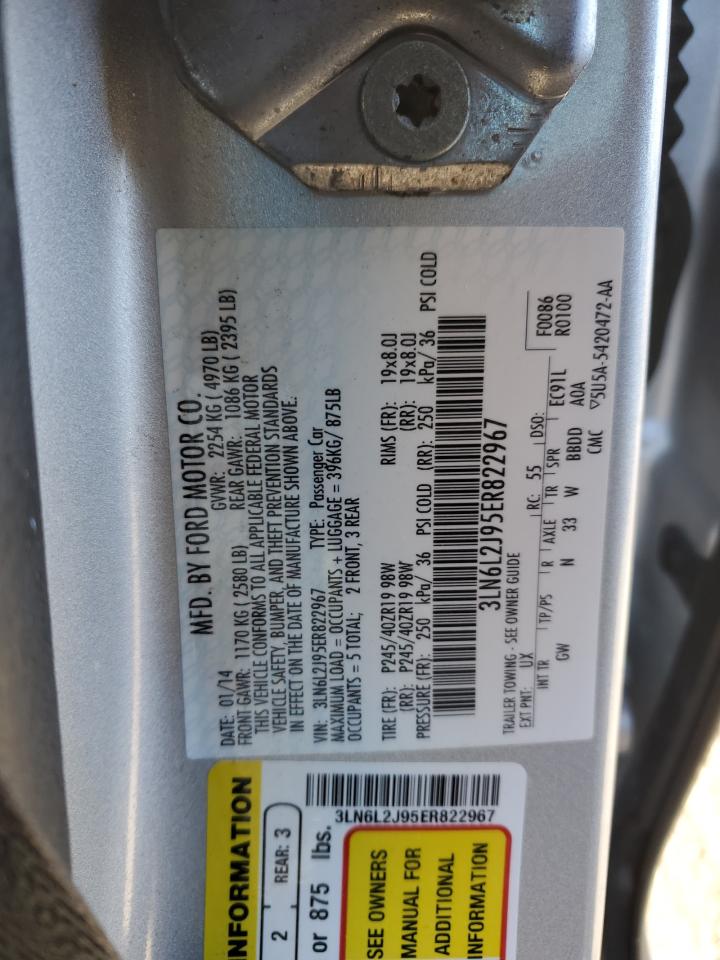 MFD. BY FORD MOTOR CO.
DATE: 01/14 GVWR: 2254 KG ( 4970 LB)
FRONT GAWR: 1170 KG ( 2580 LB) REAR GAWR: 1086 KG ( 2395 LB)
THIS VEHICLE CONFORMS TO ALL APPLICABLE FEDERAL MOTOR
VEHICLE SAFETY, BUMPER, AND THEFT PREVENTION STANDARDS
IN EFFECT ON THE DATE OF MANUFACTURE SHOWN ABOVE.
VIN: 3LN6L2J95ER822967 TYPE: Passenger Car
MAXIMUM LOAD = OCCUPANTS + LUGGAGE = 396KG/ 875LB
OCCUPANTS = 5 TOTAL; 2 FRONT, 3 REAR
TIRE (FR): P245/40ZR19 98W RIMS (FR): 19x8.0J
(RR): P245/40ZR19 98W (RR): 19x8.0J
PRESSURE (FR): 250 kPa/ 36 PSI COLD (RR): 250 kPa/ 36 PSI COLD
3LN6L2J95ER822967
TRAILER TOWING - SEE OWNER GUIDE
EXT PNT: UX RC: 55 DSO: F0086
INT TR TP/PS R AXLE TR SPR EC91L R0100
GW N 33 W BBDD A0A
CMC ▽5U5A-5420472-AA
INFORMATION
2 REAR: 3
or 875 lbs.
3LN6L2J95ER822967
SEE OWNERS
MANUAL FOR
ADDITIONAL
INFORMATION